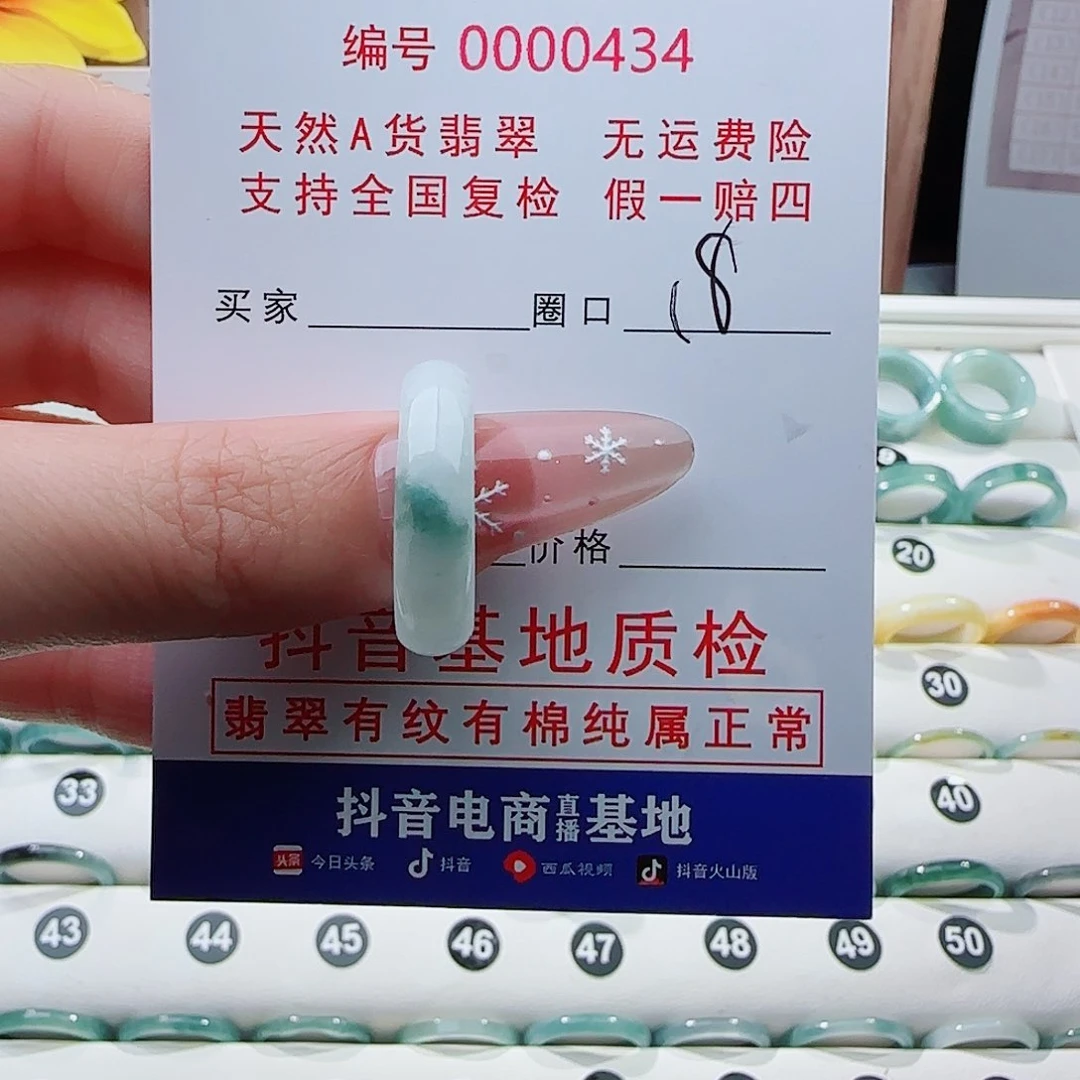 编号 0000434
天然A货翡翠 无运费险
支持全国复检 假一赔四
买家 圈口 18
价格
抖音基地质检
翡翠有纹有棉纯属正常
抖音电商直播基地
头条 今日头条 抖音 西瓜视频 抖音火山版
20
30
33 40
43 44 45 46 47 48 49 50